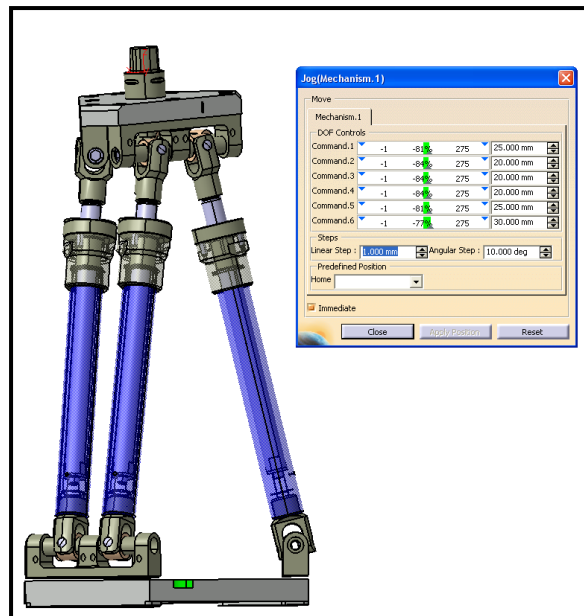 Jog(Mechanism.1)
Move
Mechanism.1
DOF Controls
Command.1 -1 -81% 275 25.000 mm
Command.2 -1 -84% 275 20.000 mm
Command.3 -1 -84% 275 20.000 mm
Command.4 -1 -84% 275 20.000 mm
Command.5 -1 -81% 275 25.000 mm
Command.6 -1 -77% 275 30.000 mm
Steps
Linear Step : 1.000 mm Angular Step : 10.000 deg
Predefined Position
Home
Immediate
Close Apply Position Reset